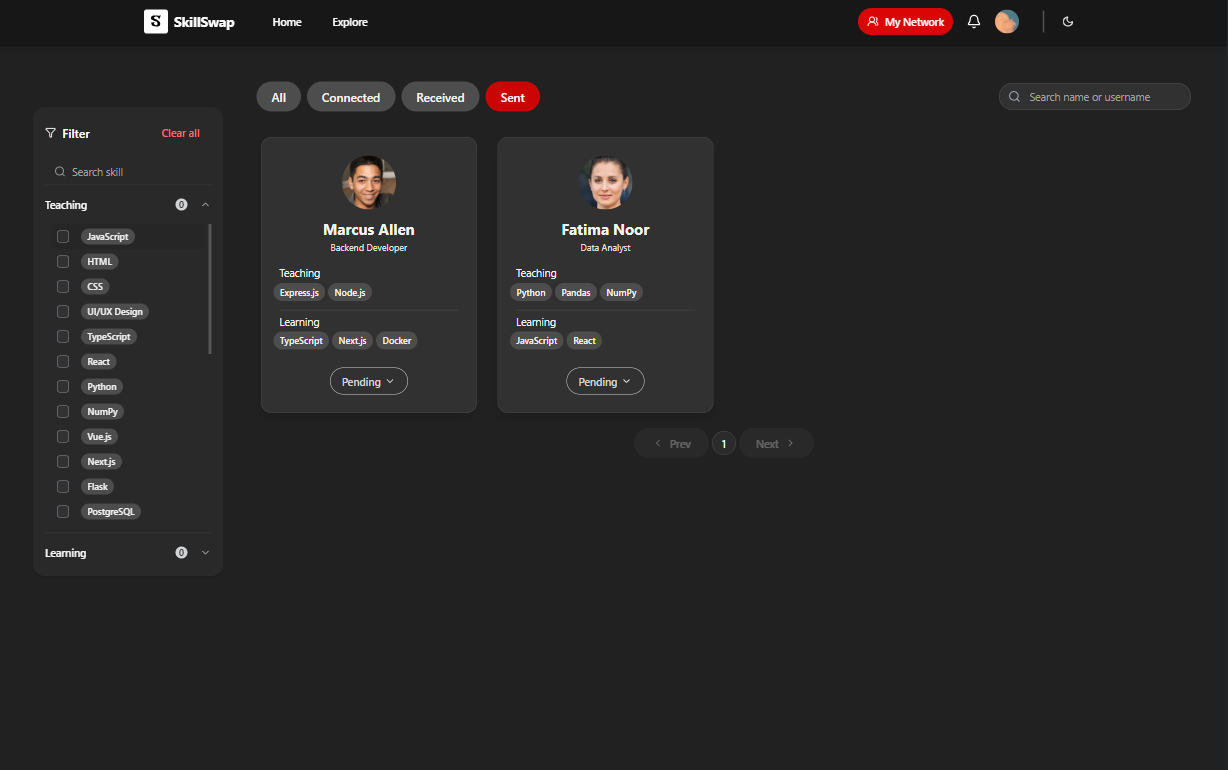 S SkillSwap Home Explore My Network
All Connected Received Sent Search name or username
Filter Clear all
Search skill
Teaching 0
JavaScript
HTML
CSS
UI/UX Design
TypeScript
React
Python
NumPy
Vue.js
Next.js
Flask
PostgreSQL
Learning 0
Marcus Allen
Backend Developer
Teaching
Express.js Node.js
Learning
TypeScript Next.js Docker
Pending
Fatima Noor
Data Analyst
Teaching
Python Pandas NumPy
Learning
JavaScript React
Pending
Prev 1 Next